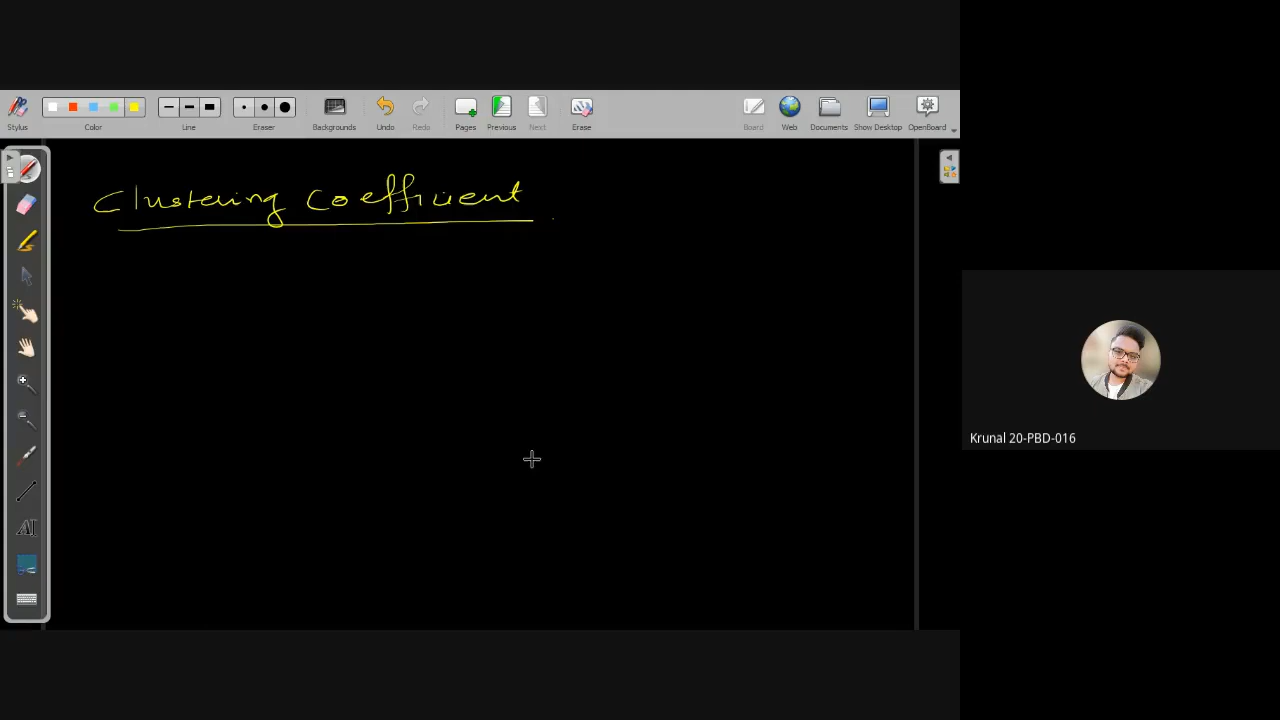 Stylus Color Line Eraser Backgrounds Undo Redo Pages Previous Next Erase Board Web Documents Show Desktop OpenBoard
Clustering Coefficient
AI
Krunal 20-PBD-016